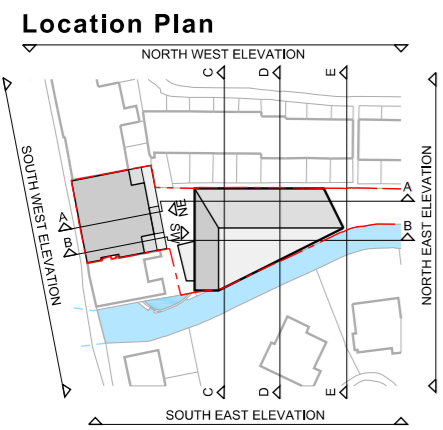 Location Plan
NORTH WEST ELEVATION
C
D
E
SOUTH WEST ELEVATION
NE
A
A
SW
B
B
NORTH EAST ELEVATION
C
D
E
SOUTH EAST ELEVATION